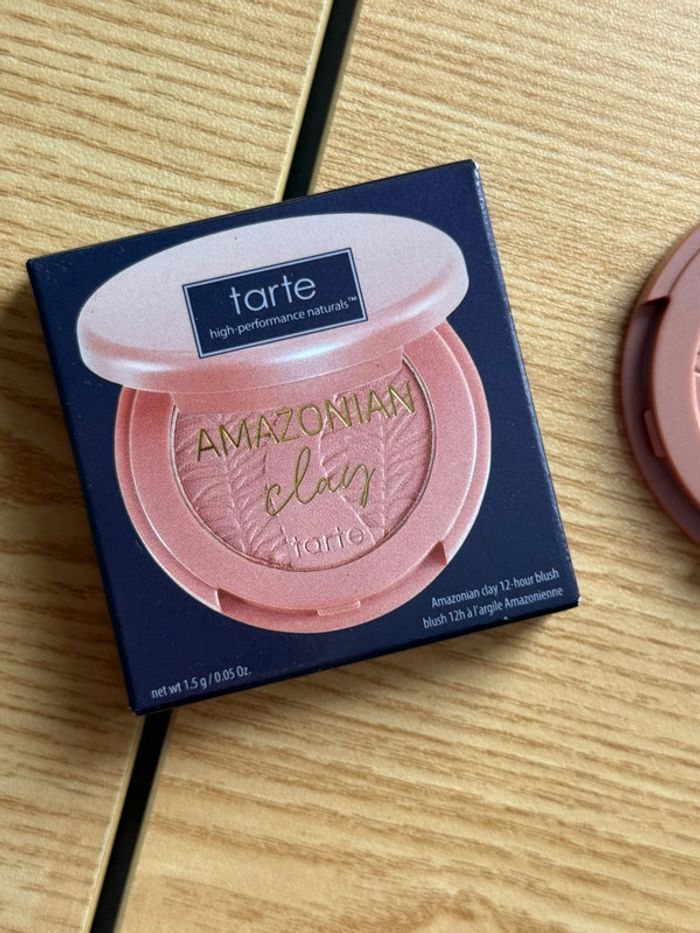 tarte
high-performance naturals™
AMAZONIAN
clay
tarte
Amazonian clay 12-hour blush
blush 12h à l'argile Amazonienne
net wt 1.5 g / 0.05 Oz.